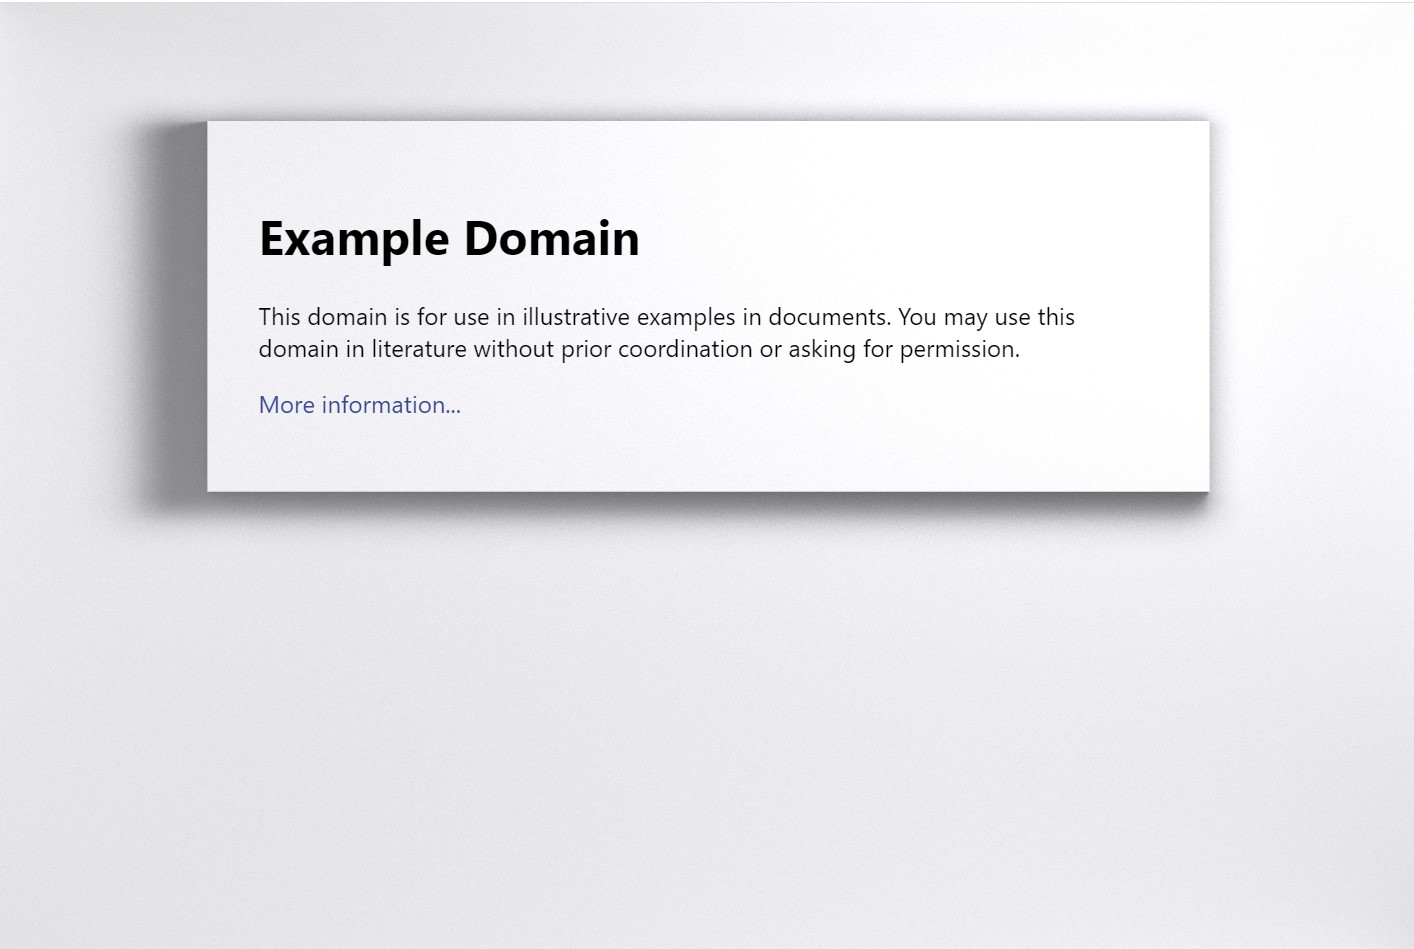 Example Domain
This domain is for use in illustrative examples in documents. You may use this
domain in literature without prior coordination or asking for permission.
More information...